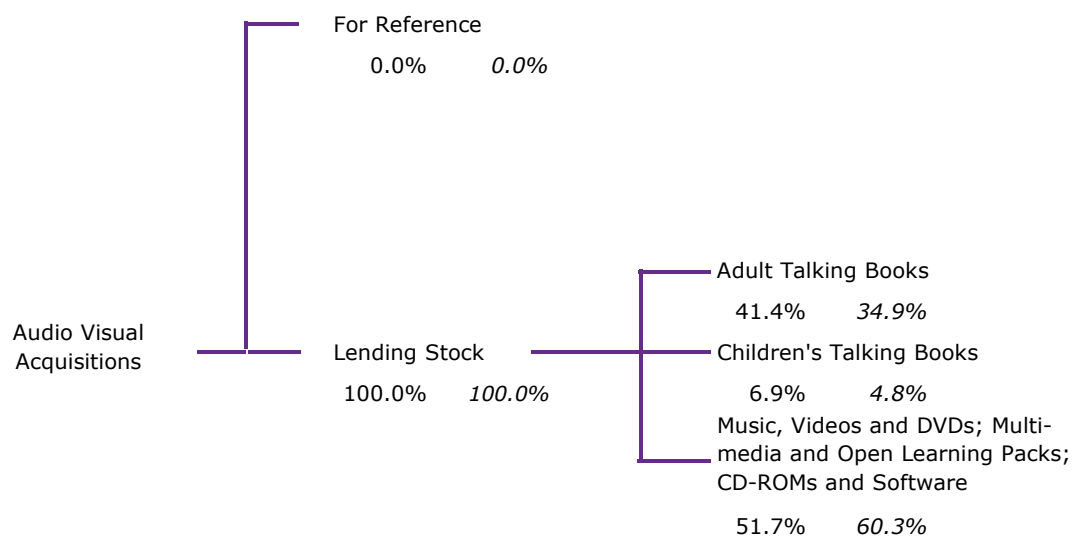 For Reference
0.0% 0.0%
Audio Visual
Acquisitions
Lending Stock
100.0% 100.0%
Adult Talking Books
41.4% 34.9%
Children's Talking Books
6.9% 4.8%
Music, Videos and DVDs; Multi-
media and Open Learning Packs;
CD-ROMs and Software
51.7% 60.3%